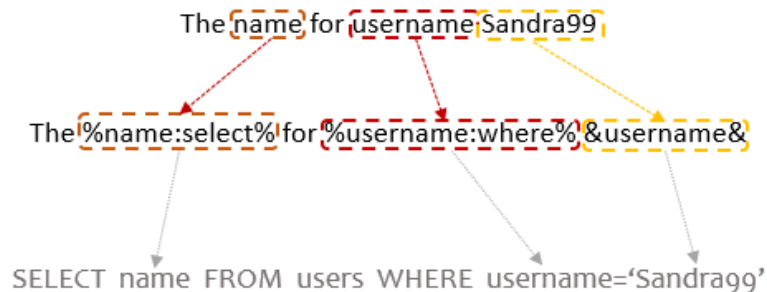 The name for username Sandra99
The %name:select% for %username:where% &username&
SELECT name FROM users WHERE username=‘Sandra99’